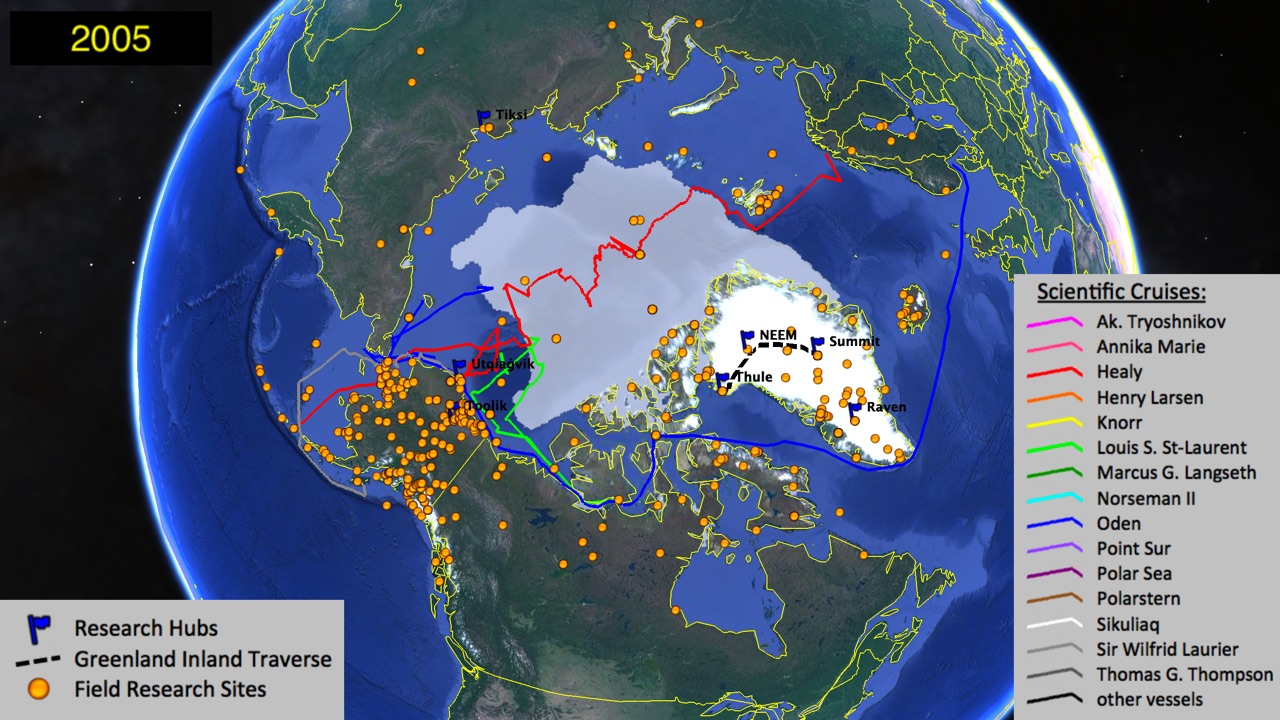 2005
Tiksi
NEEM
Summit
Thule
Raven
Utqiaġvik
Toolik
Scientific Cruises:
Ak. Tryoshnikov
Annika Marie
Healy
Henry Larsen
Knorr
Louis S. St-Laurent
Marcus G. Langseth
Norseman II
Oden
Point Sur
Polar Sea
Polarstern
Sikuliaq
Sir Wilfrid Laurier
Thomas G. Thompson
other vessels
Research Hubs
Greenland Inland Traverse
Field Research Sites